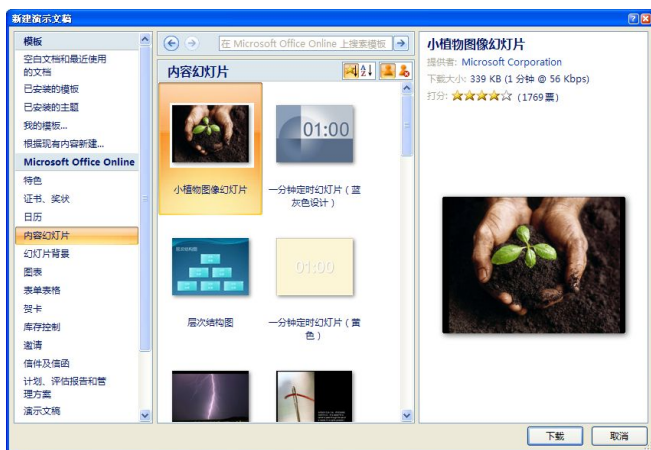 新建演示文稿
模板
空白文档和最近使用
的文档
已安装的模板
已安装的主题
我的模板...
根据现有内容新建...
Microsoft Office Online
特色
证书、奖状
日历
内容幻灯片
幻灯片背景
图表
表单表格
贺卡
库存控制
邀请
信件及信函
计划、评估报告和管
理方案
演示文稿
在 Microsoft Office Online 上搜索模板
内容幻灯片
小植物图像幻灯片
01:00
一分钟定时幻灯片（蓝
灰色设计）
层次结构图
01:00
一分钟定时幻灯片（黄
色）
小植物图像幻灯片
提供者: Microsoft Corporation
下载大小: 339 KB (1 分钟 @ 56 Kbps)
打分: (1769票)
下载
取消